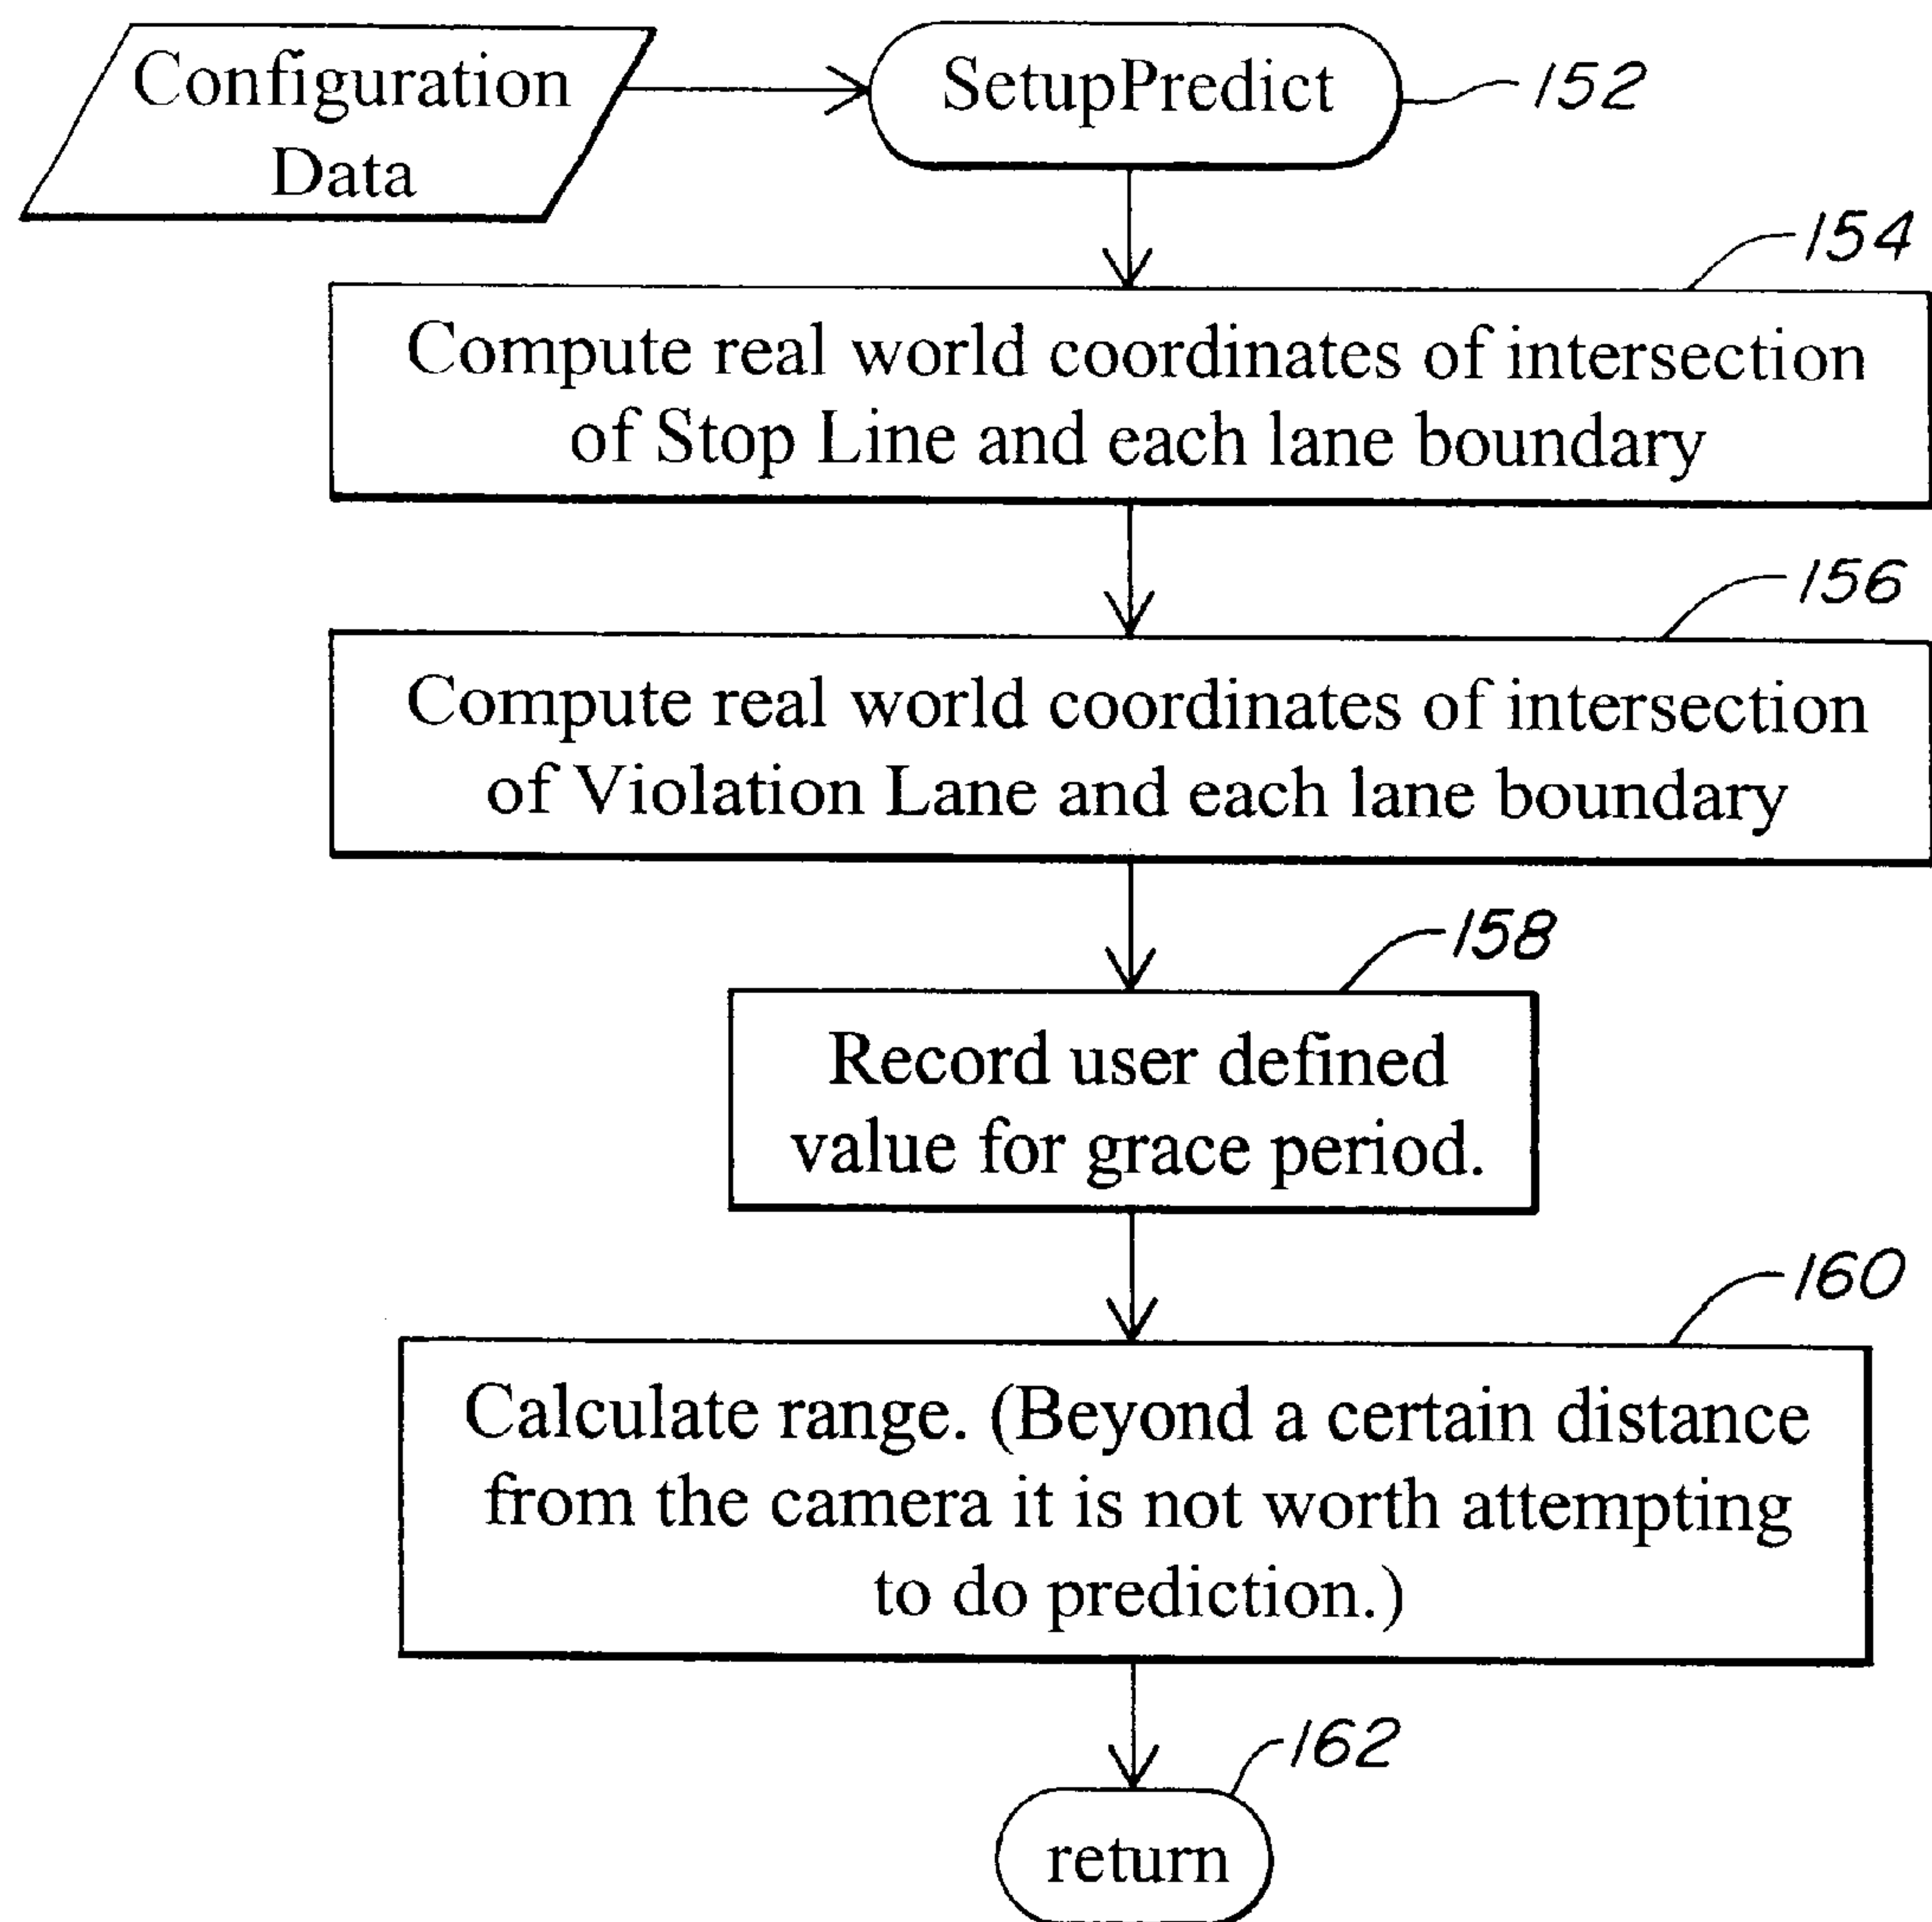 Configuration
Data
SetupPredict
152
154
Compute real world coordinates of intersection
of Stop Line and each lane boundary
156
Compute real world coordinates of intersection
of Violation Lane and each lane boundary
158
Record user defined
value for grace period.
160
Calculate range. (Beyond a certain distance
from the camera it is not worth attempting
to do prediction.)
162
return